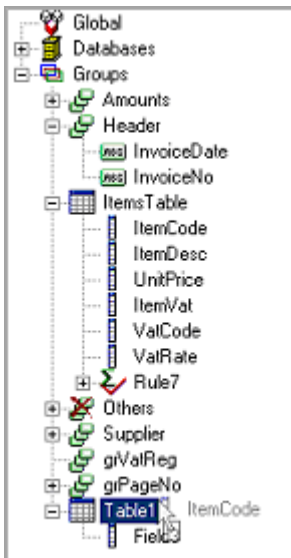 Global
Databases
Groups
Amounts
Header
InvoiceDate
InvoiceNo
ItemsTable
ItemCode
ItemDesc
UnitPrice
ItemVat
VatCode
VatRate
Rule7
Others
Supplier
grVatReg
grPageNo
Table1 ItemCode
Field3